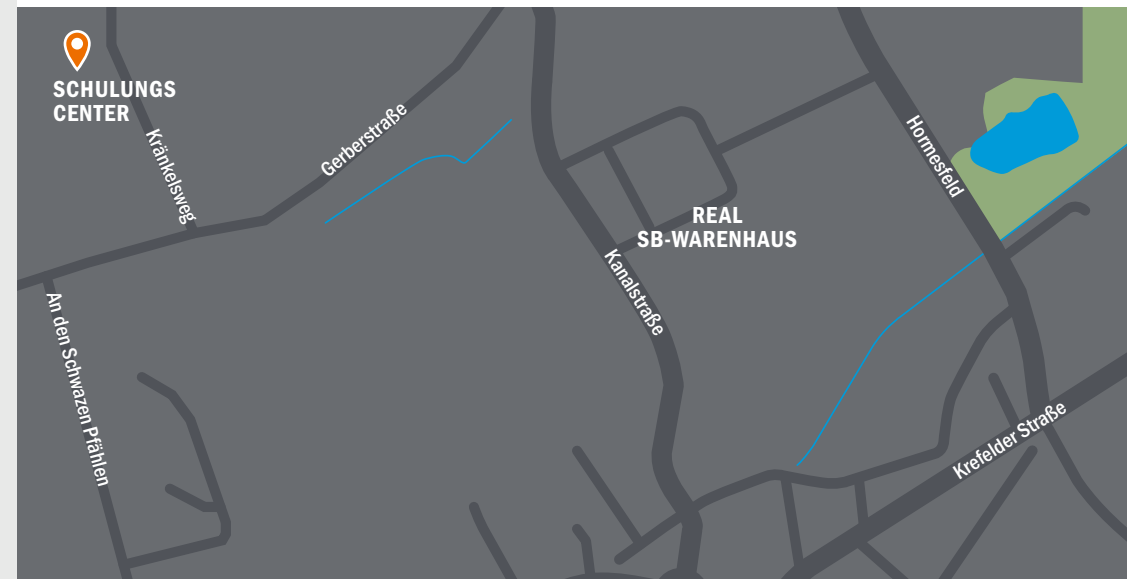 SCHULUNGS
CENTER
Kränkelsweg
Gerberstraße
Hormesfeld
REAL
SB-WARENHAUS
Kanalstraße
An den Schwazen Pfählen
Krefelder Straße